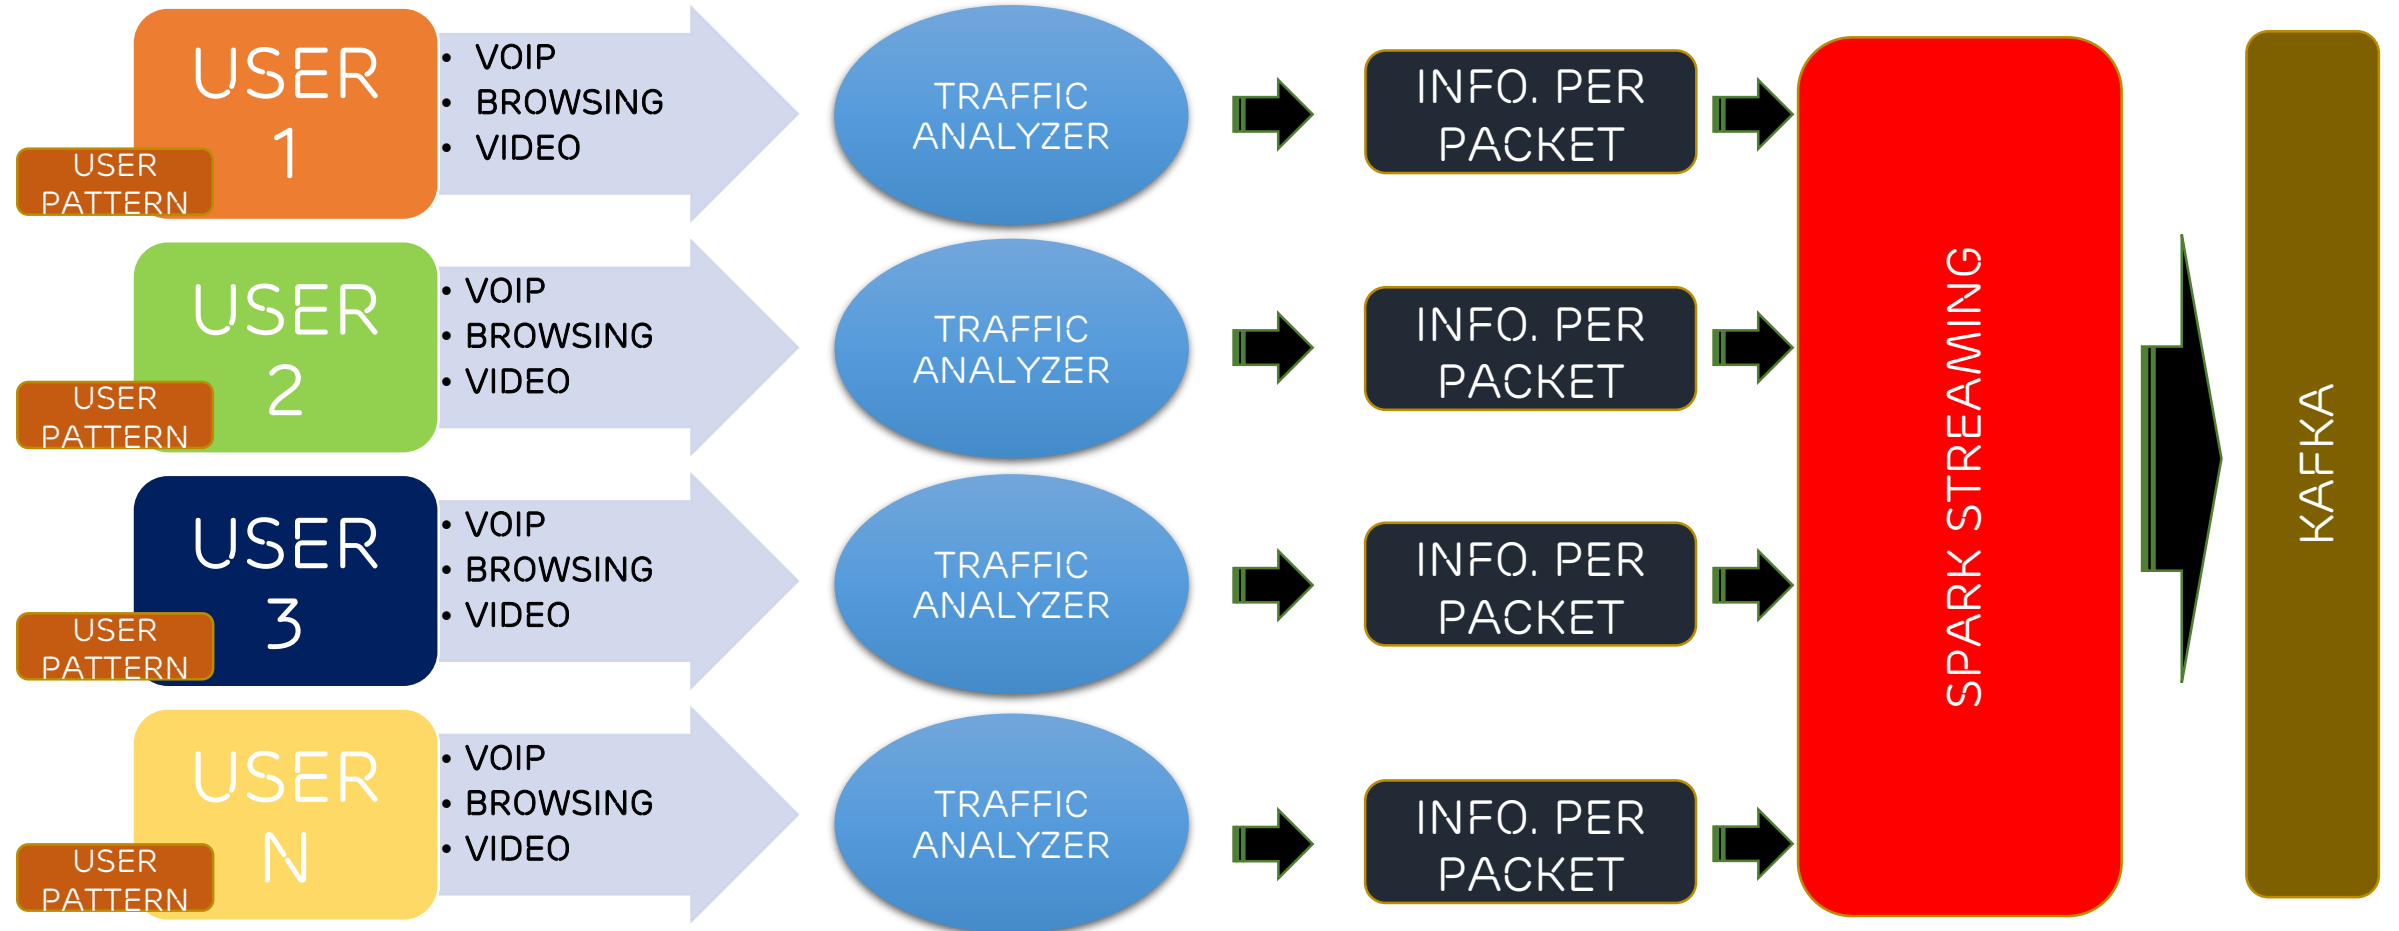 USER
1
USER
PATTERN
• VOIP
• BROWSING
• VIDEO
TRAFFIC
ANALYZER
INFO. PER
PACKET
USER
2
USER
PATTERN
• VOIP
• BROWSING
• VIDEO
TRAFFIC
ANALYZER
INFO. PER
PACKET
USER
3
USER
PATTERN
• VOIP
• BROWSING
• VIDEO
TRAFFIC
ANALYZER
INFO. PER
PACKET
USER
N
USER
PATTERN
• VOIP
• BROWSING
• VIDEO
TRAFFIC
ANALYZER
INFO. PER
PACKET
SPARK STREAMING
KAFKA